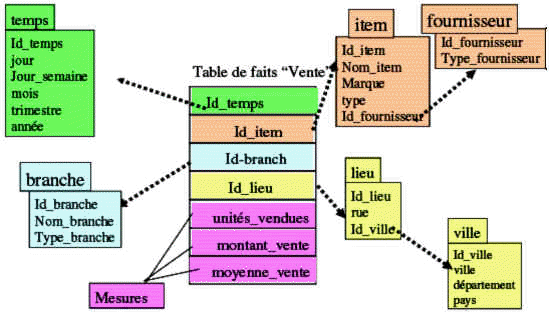 temps
Id_temps
jour
Jour_semaine
mois
trimestre
année
item
Id_item
Nom_item
Marque
type
Id_fournisseur
fournisseur
Id_fournisseur
Type_fournisseur
Table de faits “Vente”
Id_temps
Id_item
Id-branch
Id_lieu
unités_vendues
montant_vente
moyenne_vente
branche
Id_branche
Nom_branche
Type_branche
Mesures
lieu
Id_lieu
rue
Id_ville
ville
Id_ville
ville
département
pays